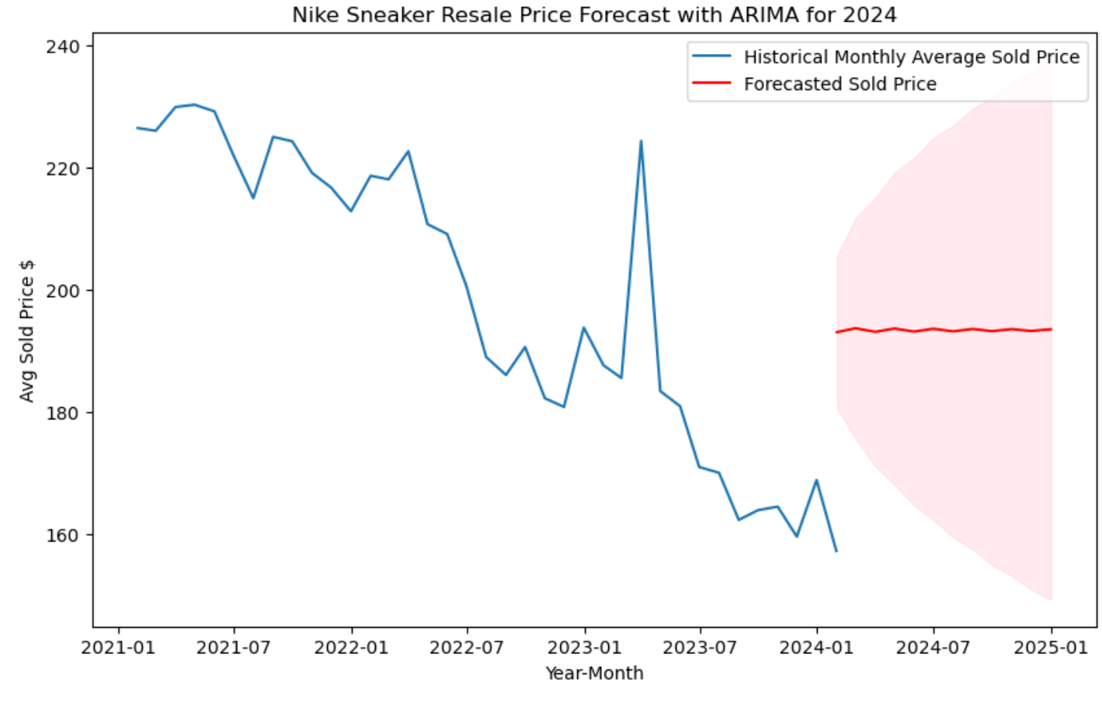 Nike Sneaker Resale Price Forecast with ARIMA for 2024
Historical Monthly Average Sold Price
Forecasted Sold Price
Avg Sold Price $
240
220
200
180
160
2021-01 2021-07 2022-01 2022-07 2023-01 2023-07 2024-01 2024-07 2025-01
Year-Month